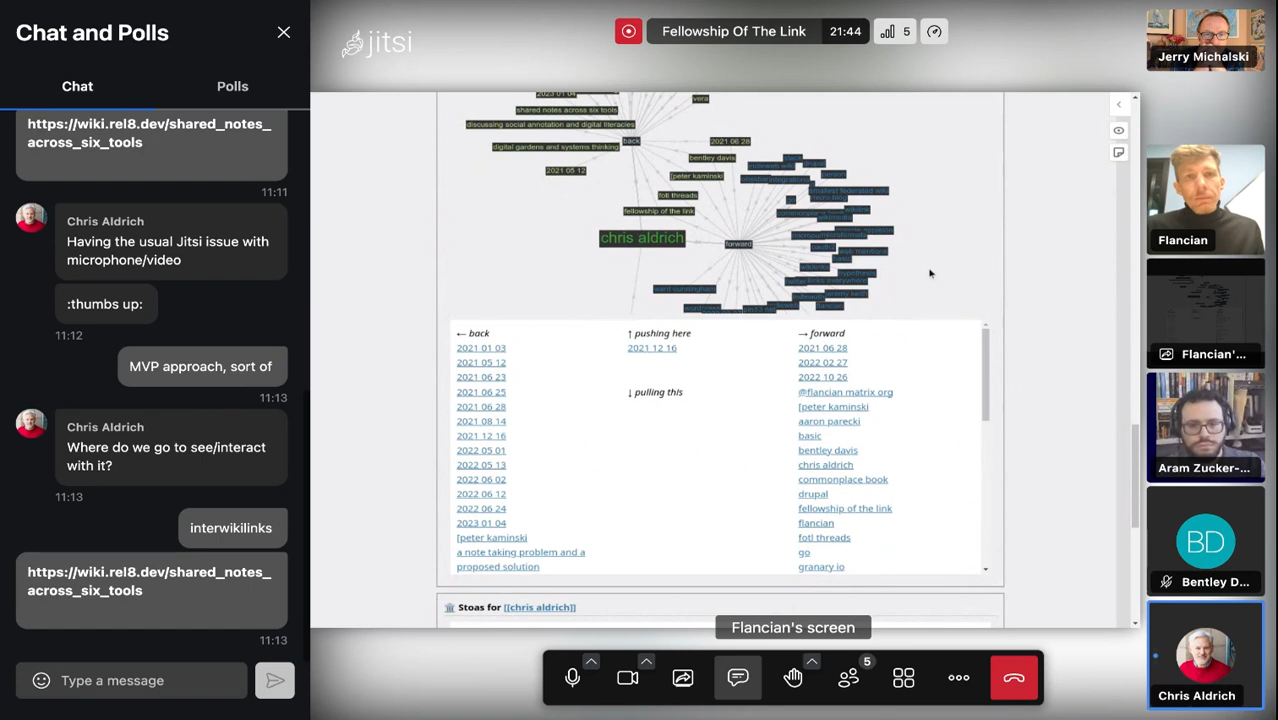 Chat and Polls
Chat
Polls
https://wiki.rel8.dev/shared_notes_
across_six_tools
11:11
Chris Aldrich
Having a small Jitsi issue with
microphone/video
:thumbs up:
11:12
MVP approach, sort of
11:13
Chris Aldrich
Where do we go to see/interact
with it?
11:13
interwikilinks
https://wiki.rel8.dev/shared_notes_
across_six_tools
11:13
Type a message
jitsi
Fellowship Of The Link
21:44
5
2023 01 04
vera
shared notes across six tools
discussing social annotation and digital literacies
back
2021 06 28
digital gardens and systems thinking
bentley davis
2021 05 12
[peter kaminski
fotl threads
fellowship of the link
chris aldrich
forward
ward cunningham
hypothesis
flancian
← back
↑ pushing here
→ forward
2021 01 03
2021 12 16
2021 06 28
2021 05 12
2022 02 27
2021 06 23
2022 10 26
2021 06 25
↓ pulling this
@flancian matrix org
2021 06 28
[peter kaminski
2021 08 14
aaron parecki
2021 12 16
basic
2022 05 01
bentley davis
2022 05 13
chris aldrich
2022 06 02
commonplace book
2022 06 12
drupal
2022 06 24
fellowship of the link
2023 01 04
flancian
[peter kaminski
fotl threads
a note taking problem and a
go
proposed solution
granary io
Stoas for [[chris aldrich]]
Flancian's screen
5
Jerry Michalski
Flancian
Flancian'...
Aram Zucker-...
BD
Bentley D...
Chris Aldrich